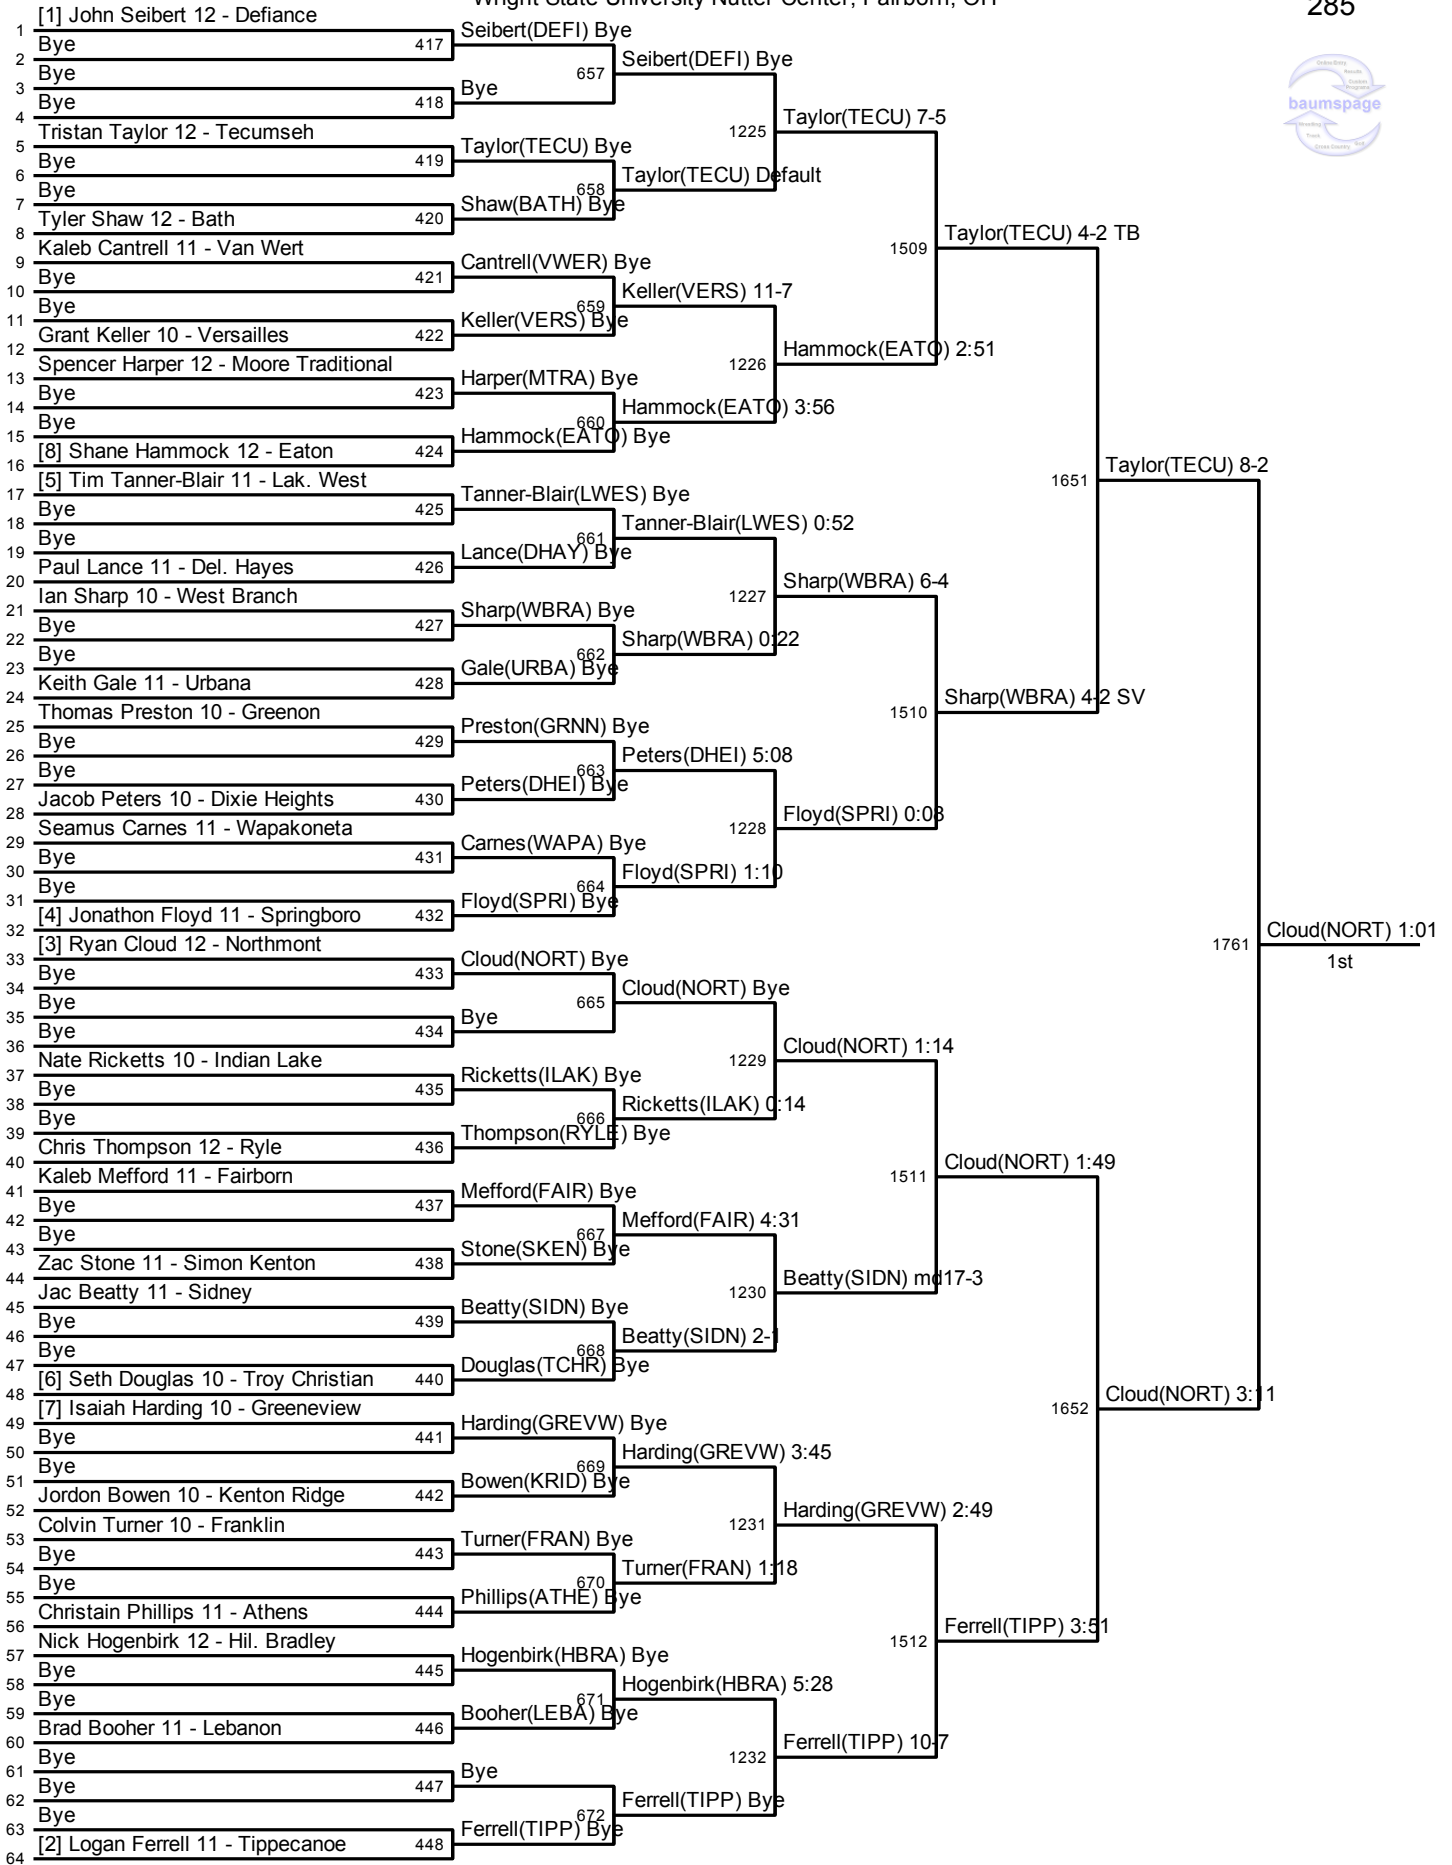 Wright State University Nutter Center, Fairborn, OH
285
baumspage
1 [1] John Seibert 12 - Defiance
2 Bye
3 Bye
4 Bye
5 Tristan Taylor 12 - Tecumseh
6 Bye
7 Bye
8 Tyler Shaw 12 - Bath
9 Kaleb Cantrell 11 - Van Wert
10 Bye
11 Bye
12 Grant Keller 10 - Versailles
13 Spencer Harper 12 - Moore Traditional
14 Bye
15 Bye
16 [8] Shane Hammock 12 - Eaton
17 [5] Tim Tanner-Blair 11 - Lak. West
18 Bye
19 Bye
20 Paul Lance 11 - Del. Hayes
21 Ian Sharp 10 - West Branch
22 Bye
23 Bye
24 Keith Gale 11 - Urbana
25 Thomas Preston 10 - Greenon
26 Bye
27 Bye
28 Jacob Peters 10 - Dixie Heights
29 Seamus Carnes 11 - Wapakoneta
30 Bye
31 Bye
32 [4] Jonathon Floyd 11 - Springboro
33 [3] Ryan Cloud 12 - Northmont
34 Bye
35 Bye
36 Bye
37 Nate Ricketts 10 - Indian Lake
38 Bye
39 Bye
40 Chris Thompson 12 - Ryle
41 Kaleb Mefford 11 - Fairborn
42 Bye
43 Bye
44 Zac Stone 11 - Simon Kenton
45 Jac Beatty 11 - Sidney
46 Bye
47 Bye
48 [6] Seth Douglas 10 - Troy Christian
49 [7] Isaiah Harding 10 - Greeneview
50 Bye
51 Bye
52 Jordon Bowen 10 - Kenton Ridge
53 Colvin Turner 10 - Franklin
54 Bye
55 Bye
56 Christain Phillips 11 - Athens
57 Nick Hogenbirk 12 - Hil. Bradley
58 Bye
59 Bye
60 Brad Booher 11 - Lebanon
61 Bye
62 Bye
63 Bye
64 [2] Logan Ferrell 11 - Tippecanoe
417 Seibert(DEFI) Bye
418 Bye
419 Taylor(TECU) Bye
420 Shaw(BATH) Bye
421 Cantrell(VWER) Bye
422 Keller(VERS) Bye
423 Harper(MTRA) Bye
424 Hammock(EATO) Bye
425 Tanner-Blair(LWES) Bye
426 Lance(DHAY) Bye
427 Sharp(WBRA) Bye
428 Gale(URBA) Bye
429 Preston(GRNN) Bye
430 Peters(DHEI) Bye
431 Carnes(WAPA) Bye
432 Floyd(SPRI) Bye
433 Cloud(NORT) Bye
434 Bye
435 Ricketts(ILAK) Bye
436 Thompson(RYLE) Bye
437 Mefford(FAIR) Bye
438 Stone(SKEN) Bye
439 Beatty(SIDN) Bye
440 Douglas(TCHR) Bye
441 Harding(GREVW) Bye
442 Bowen(KRID) Bye
443 Turner(FRAN) Bye
444 Phillips(ATHE) Bye
445 Hogenbirk(HBRA) Bye
446 Booher(LEBA) Bye
447 Bye
448 Ferrell(TIPP) Bye
657 Seibert(DEFI) Bye
658 Taylor(TECU) Default
659 Keller(VERS) 11-7
660 Hammock(EATO) 3:56
661 Tanner-Blair(LWES) 0:52
662 Sharp(WBRA) 0:22
663 Peters(DHEI) 5:08
664 Floyd(SPRI) 1:10
665 Cloud(NORT) Bye
666 Ricketts(ILAK) 0:14
667 Mefford(FAIR) 4:31
668 Beatty(SIDN) 2-1
669 Harding(GREVW) 3:45
670 Turner(FRAN) 1:18
671 Hogenbirk(HBRA) 5:28
672 Ferrell(TIPP) Bye
1225 Taylor(TECU) 7-5
1226 Hammock(EATO) 2:51
1227 Sharp(WBRA) 6-4
1228 Floyd(SPRI) 0:08
1229 Cloud(NORT) 1:14
1230 Beatty(SIDN) md17-3
1231 Harding(GREVW) 2:49
1232 Ferrell(TIPP) 10-7
1509 Taylor(TECU) 4-2 TB
1510 Sharp(WBRA) 4-2 SV
1511 Cloud(NORT) 1:49
1512 Ferrell(TIPP) 3:51
1651 Taylor(TECU) 8-2
1652 Cloud(NORT) 3:11
1761 Cloud(NORT) 1:01
1st